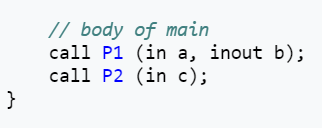 // body of main
call P1 (in a, inout b);
call P2 (in c);
}